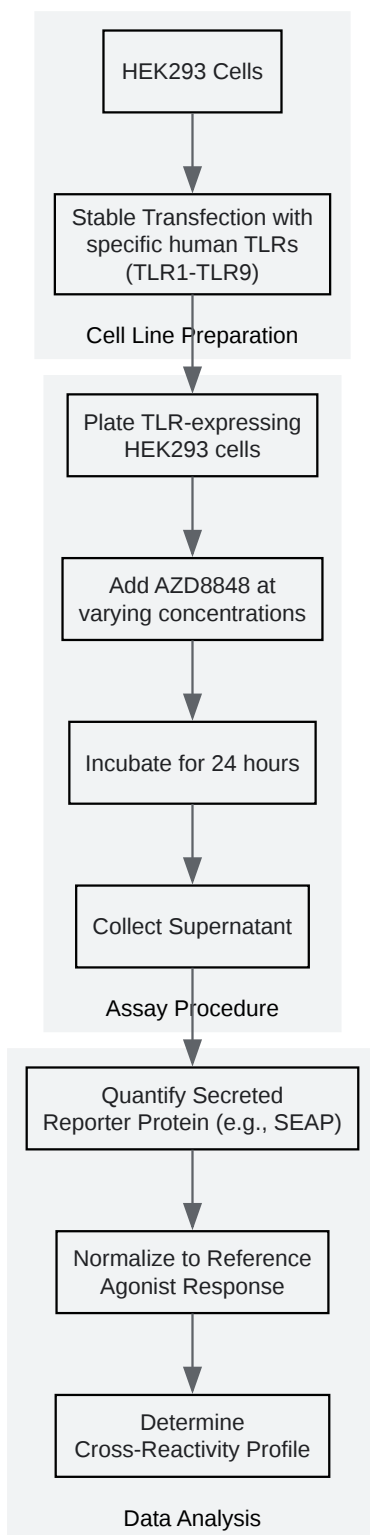 HEK293 Cells
Stable Transfection with
specific human TLRs
(TLR1-TLR9)
Cell Line Preparation
Plate TLR-expressing
HEK293 cells
Add AZD8848 at
varying concentrations
Incubate for 24 hours
Collect Supernatant
Assay Procedure
Quantify Secreted
Reporter Protein (e.g., SEAP)
Normalize to Reference
Agonist Response
Determine
Cross-Reactivity Profile
Data Analysis